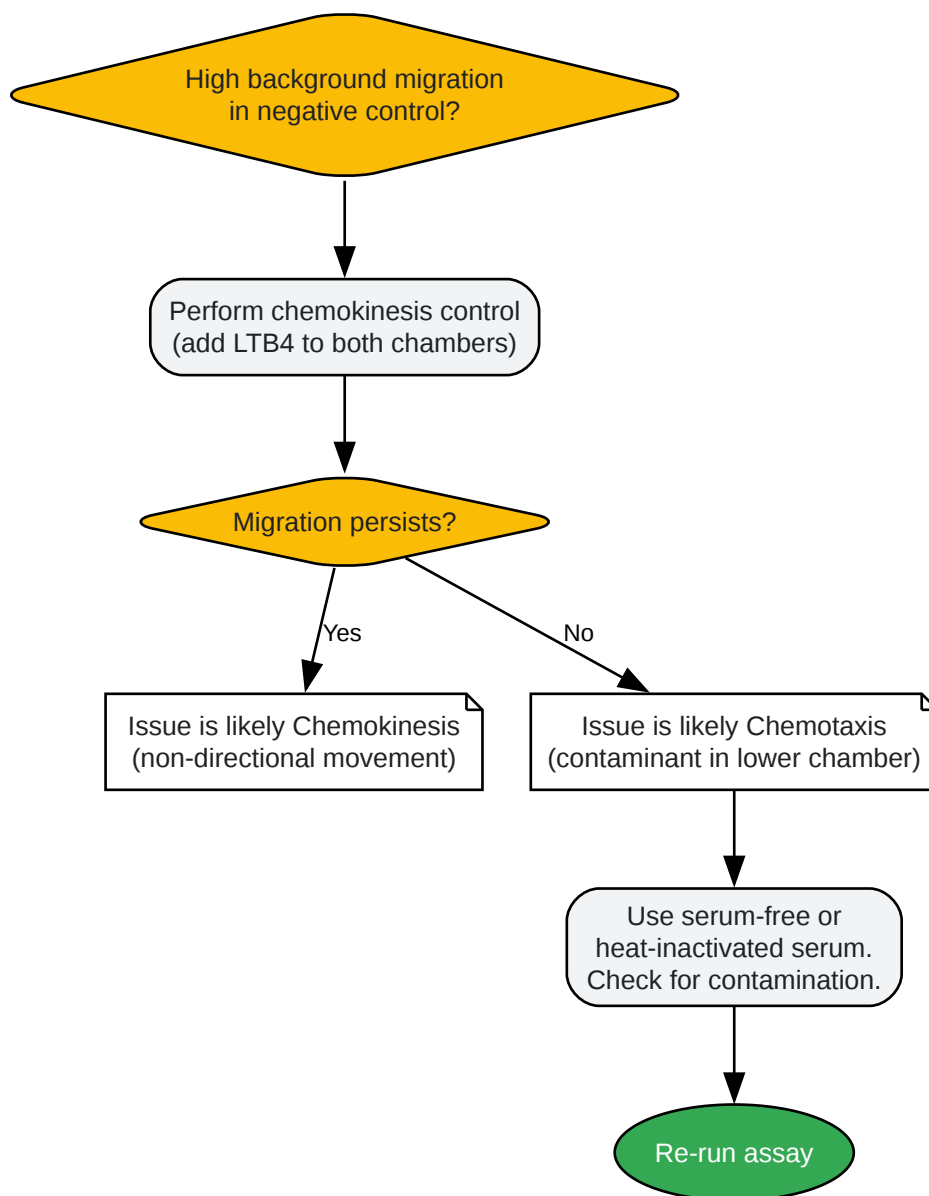 High background migration
in negative control?
Perform chemokinesis control
(add LTB4 to both chambers)
Migration persists?
Yes
No
Issue is likely Chemokinesis
(non-directional movement)
Issue is likely Chemotaxis
(contaminant in lower chamber)
Use serum-free or
heat-inactivated serum.
Check for contamination.
Re-run assay